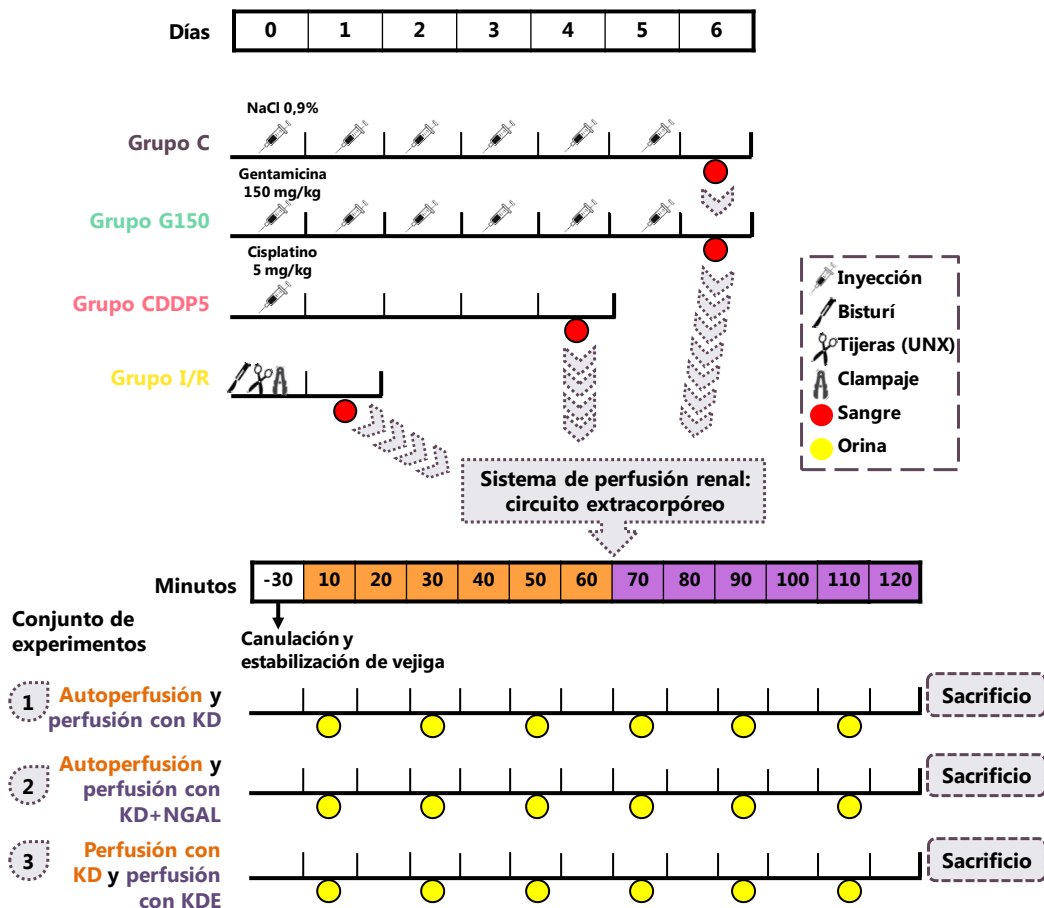 Días 0 1 2 3 4 5 6
NaCl 0,9%
Grupo C
Gentamicina
150 mg/kg
Grupo G150
Cisplatino
5 mg/kg
Grupo CDDP5
Grupo I/R
Inyección
Bisturí
Tijeras (UNX)
Clampaje
Sangre
Orina
Sistema de perfusión renal:
circuito extracorpóreo
Minutos -30 10 20 30 40 50 60 70 80 90 100 110 120
Canulación y
estabilización de vejiga
Conjunto de
experimentos
1 Autoperfusión y
perfusión con KD
Sacrificio
2 Autoperfusión y
perfusión con
KD+NGAL
Sacrificio
3 Perfusión con
KD y perfusión
con KDE
Sacrificio